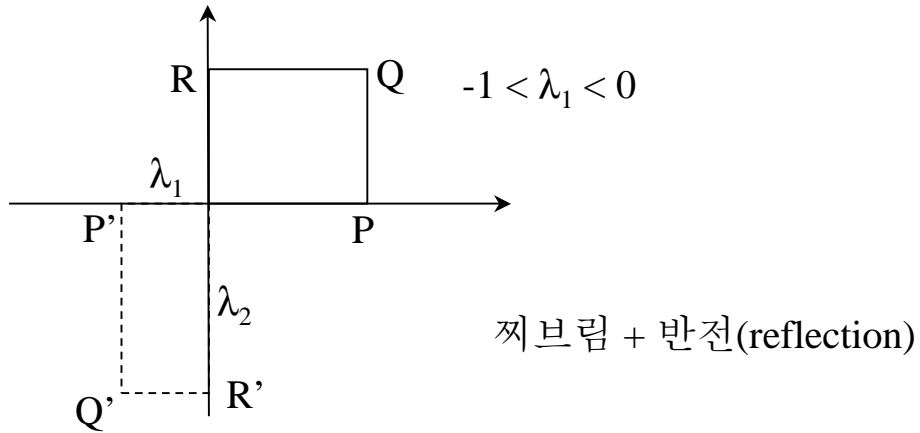 R
Q
-1 < λ₁ < 0
λ₁
P'
P
λ₂
찌브림 + 반전(reflection)
Q'
R'